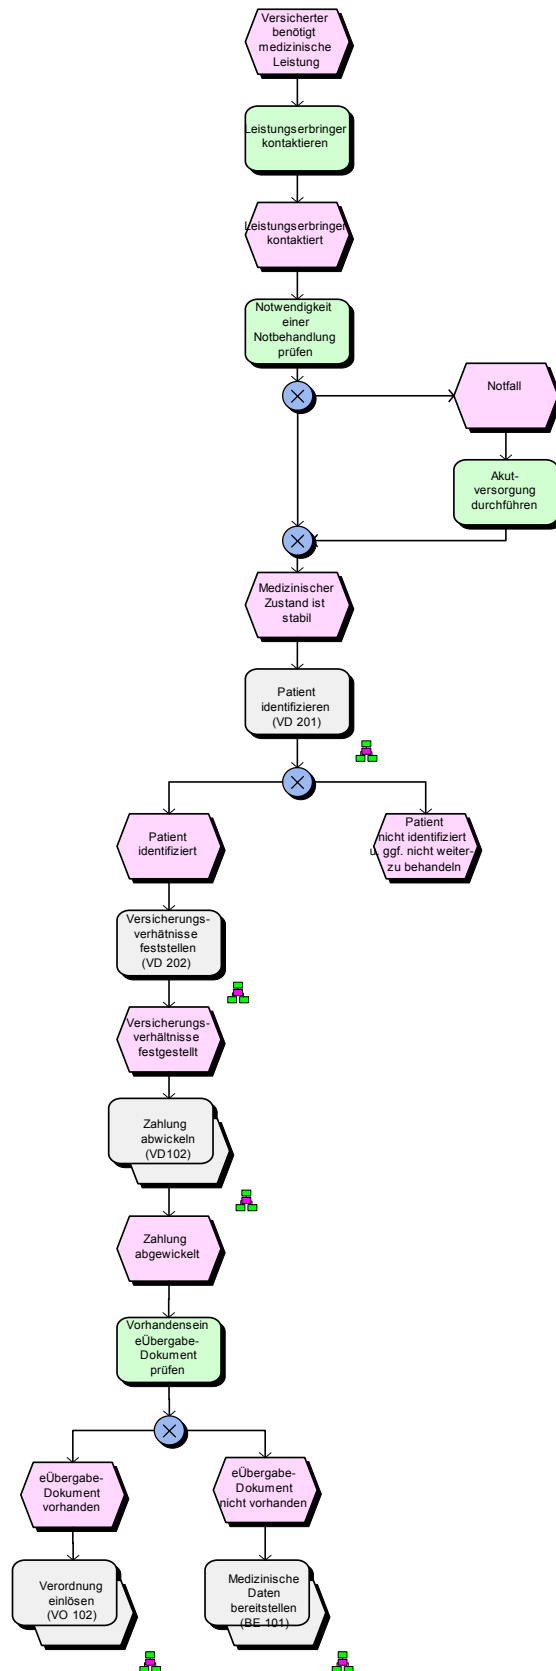 Versicherter
benötigt
medizinische
Leistung
Leistungserbringer
kontaktieren
Leistungserbringer
kontaktiert
Notwendigkeit
einer
Notbehandlung
prüfen
Notfall
Akut-
versorgung
durchführen
Medizinischer
Zustand ist
stabil
Patient
identifizieren
(VD 201)
Patient
identifiziert
Patient
nicht identifiziert
u. ggf. nicht weiter-
zu behandeln
Versicherungs-
verhätnisse
feststellen
(VD 202)
Versicherungs-
verhältnisse
festgestellt
Zahlung
abwickeln
(VD102)
Zahlung
abgewickelt
Vorhandensein
eÜbergabe-
Dokument
prüfen
eÜbergabe-
Dokument
vorhanden
eÜbergabe-
Dokument
nicht vorhanden
Verordnung
einlösen
(VO 102)
Medizinische
Daten
bereitstellen
(BE 101)